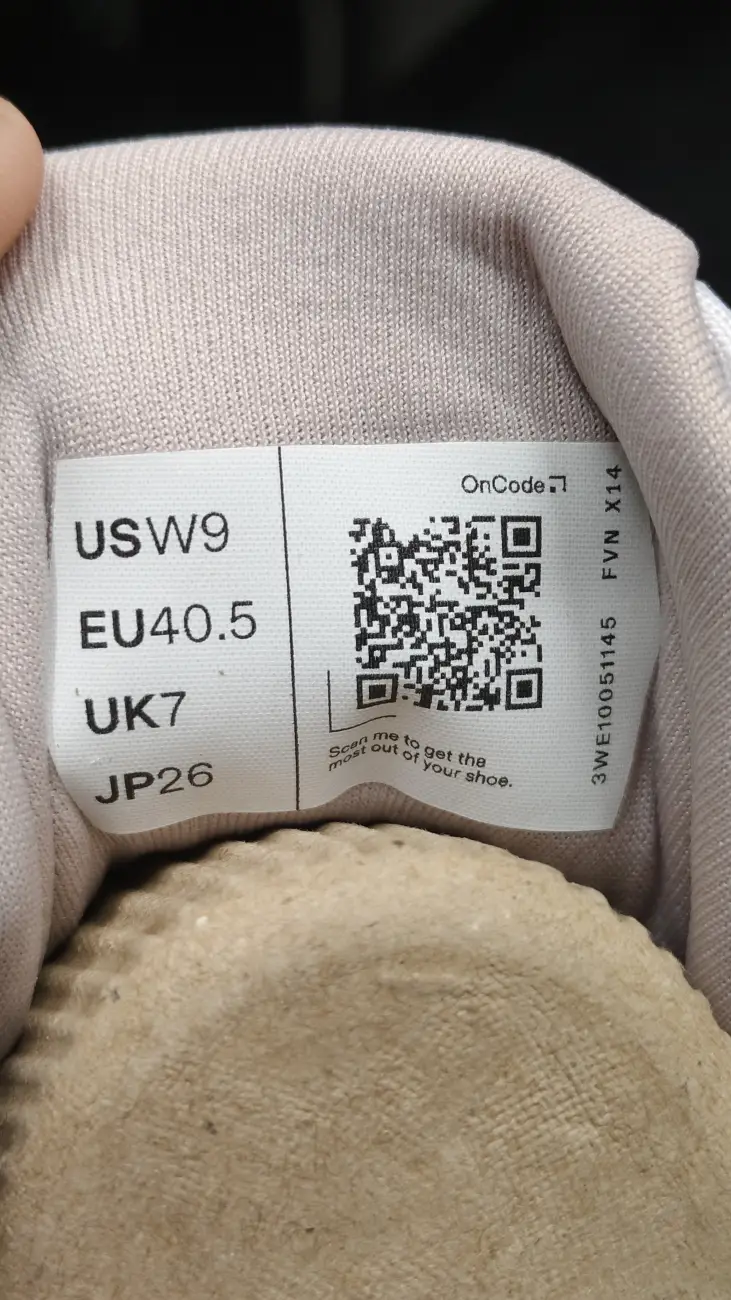 USW9
EU40.5
UK7
JP26
OnCode
Scan me to get the
most out of your shoe.
3WE10051145 FVN X14